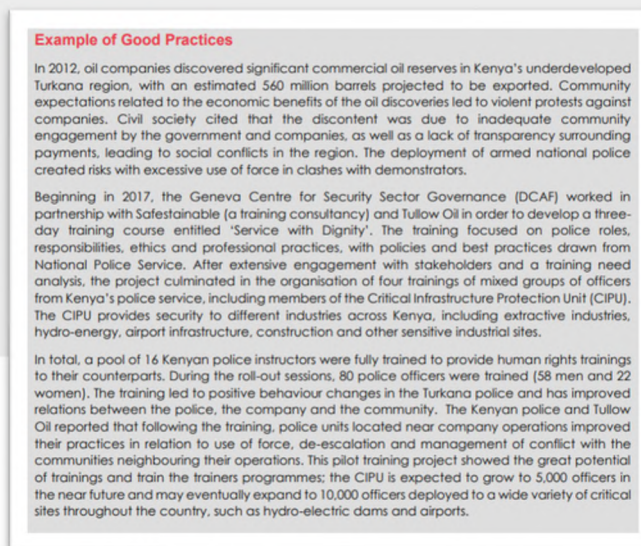 Example of Good Practices
In 2012, oil companies discovered significant commercial oil reserves in Kenya's underdeveloped
Turkana region, with an estimated 560 million barrels projected to be exported. Community
expectations related to the economic benefits of the oil discoveries led to violent protests against
companies. Civil society cited that the discontent was due to inadequate community
engagement by the government and companies, as well as a lack of transparency surrounding
payments, leading to social conflicts in the region. The deployment of armed national police
created risks with excessive use of force in clashes with demonstrators.
Beginning in 2017, the Geneva Centre for Security Sector Governance (DCAF) worked in
partnership with Safestainable (a training consultancy) and Tullow Oil in order to develop a three-
day training course entitled 'Service with Dignity'. The training focused on police roles,
responsibilities, ethics and professional practices, with policies and best practices drawn from
National Police Service. After extensive engagement with stakeholders and a training need
analysis, the project culminated in the organisation of four trainings of mixed groups of officers
from Kenya's police service, including members of the Critical Infrastructure Protection Unit (CIPU).
The CIPU provides security to different industries across Kenya, including extractive industries,
hydro-energy, airport infrastructure, construction and other sensitive industrial sites.
In total, a pool of 16 Kenyan police instructors were fully trained to provide human rights trainings
to their counterparts. During the roll-out sessions, 80 police officers were trained (58 men and 22
women). The training led to positive behaviour changes in the Turkana police and has improved
relations between the police, the company and the community. The Kenyan police and Tullow
Oil reported that following the training, police units located near company operations improved
their practices in relation to use of force, de-escalation and management of conflict with the
communities neighbouring their operations. This pilot training project showed the great potential
of trainings and train the trainers programmes; the CIPU is expected to grow to 5,000 officers in
the near future and may eventually expand to 10,000 officers deployed to a wide variety of critical
sites throughout the country, such as hydro-electric dams and airports.